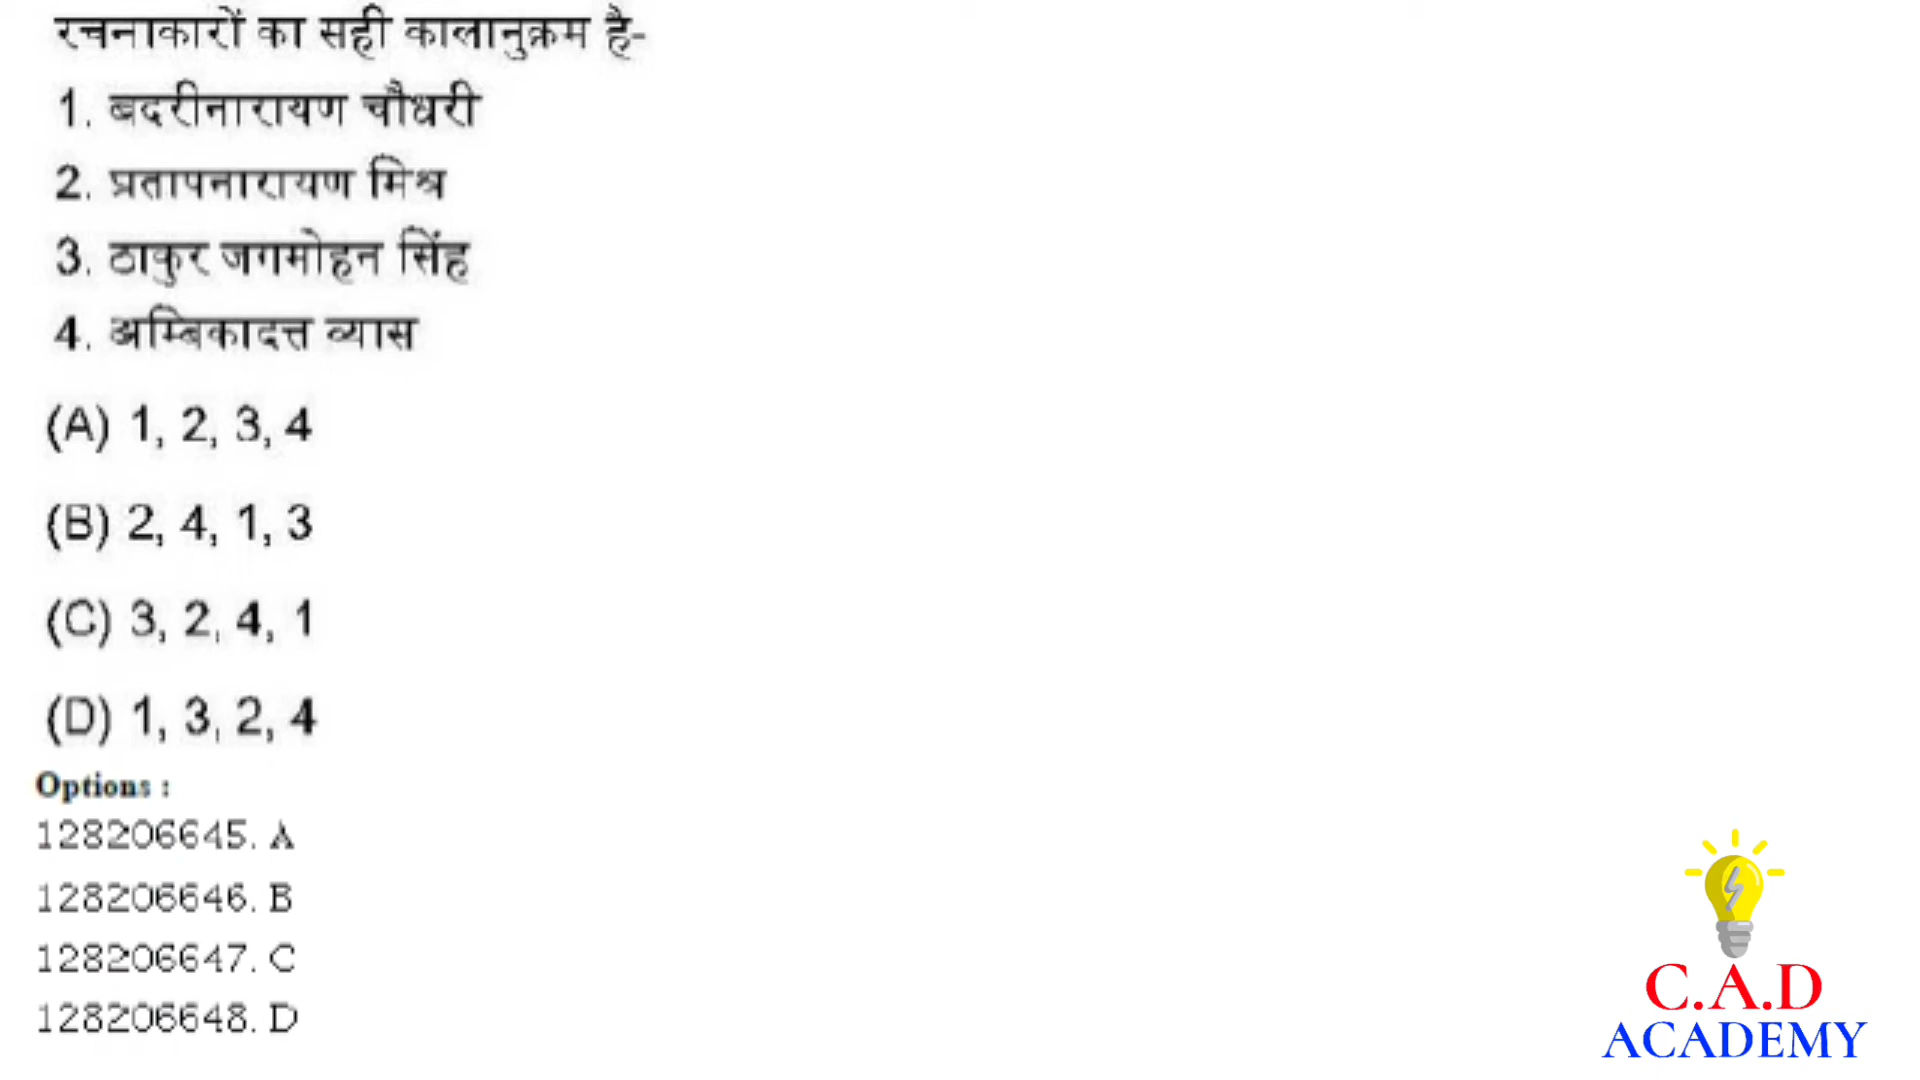 रचनाकारों का सही कालानुक्रम है-
1. बदरीनारायण चौधरी
2. प्रतापनारायण मिश्र
3. ठाकुर जगमोहन सिंह
4. अम्बिकादत्त व्यास
(A) 1, 2, 3, 4
(B) 2, 4, 1, 3
(C) 3, 2, 4, 1
(D) 1, 3, 2, 4
Options :
128206645. A
128206646. B
128206647. C
128206648. D
C.A.D
ACADEMY